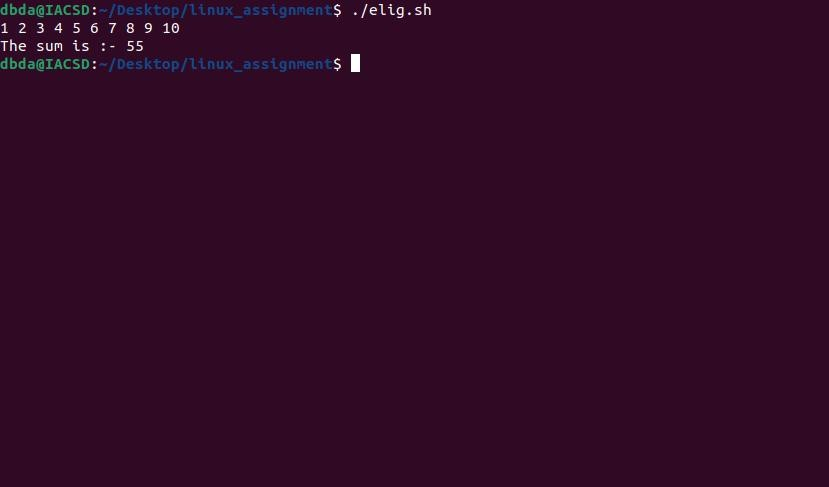 dbda@IACSD:~/Desktop/linux_assignment$ ./elig.sh
1 2 3 4 5 6 7 8 9 10
The sum is :- 55
dbda@IACSD:~/Desktop/linux_assignment$